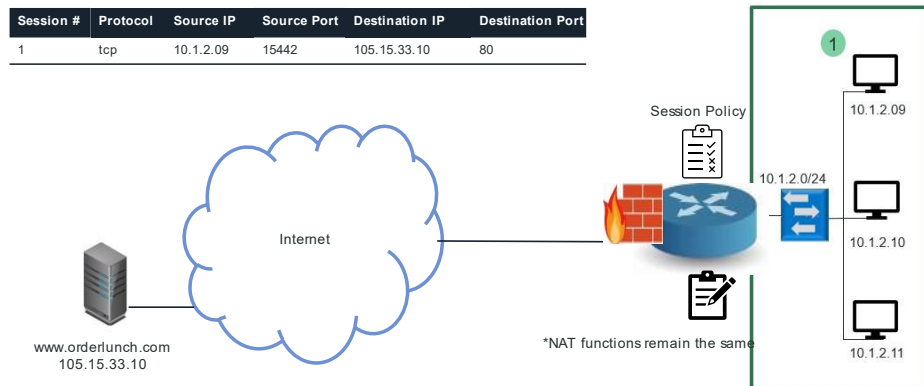 Session # Protocol Source IP Source Port Destination IP Destination Port
1 tcp 10.1.2.09 15442 105.15.33.10 80
1
10.1.2.09
Session Policy
10.1.2.0/24
Internet
10.1.2.10
www.orderlunch.com
105.15.33.10
*NAT functions remain the same
10.1.2.11